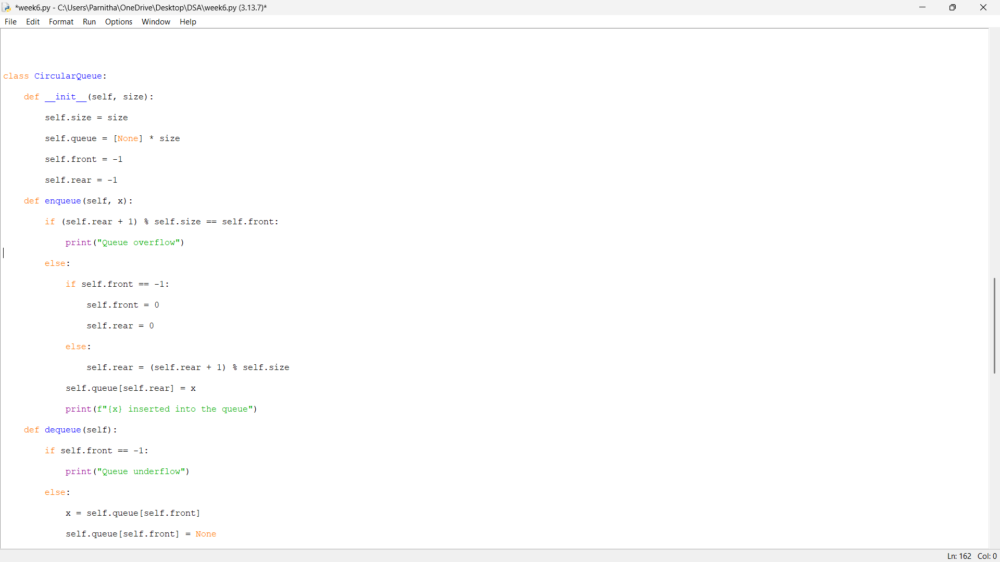 *week6.py - C:\Users\Parnitha\OneDrive\Desktop\DSA\week6.py (3.13.7)*
File Edit Format Run Options Window Help
class CircularQueue:
    def __init__(self, size):
        self.size = size
        self.queue = [None] * size
        self.front = -1
        self.rear = -1
    def enqueue(self, x):
        if (self.rear + 1) % self.size == self.front:
            print("Queue overflow")
        else:
            if self.front == -1:
                self.front = 0
                self.rear = 0
            else:
                self.rear = (self.rear + 1) % self.size
            self.queue[self.rear] = x
            print(f"{x} inserted into the queue")
    def dequeue(self):
        if self.front == -1:
            print("Queue underflow")
        else:
            x = self.queue[self.front]
            self.queue[self.front] = None
Ln: 162 Col: 0